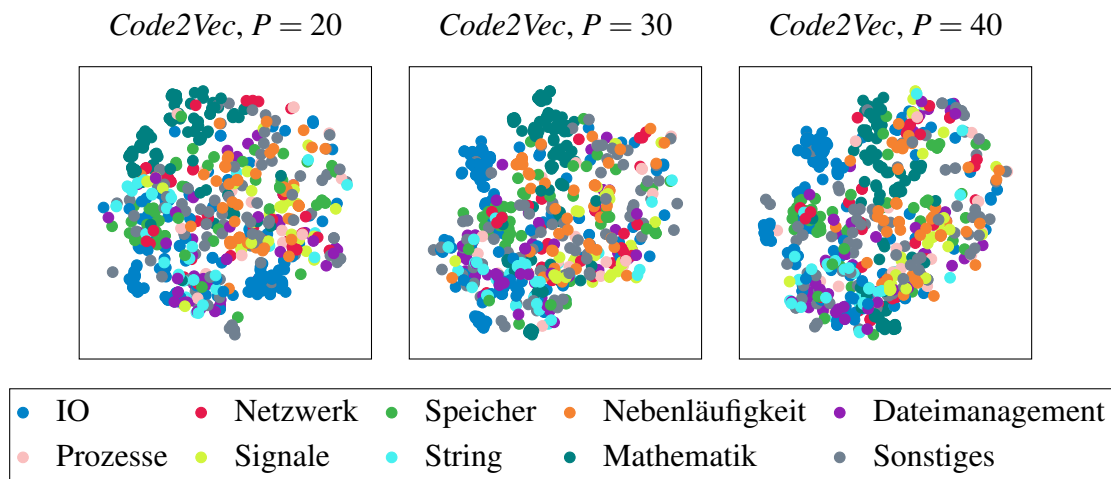 Code2Vec, P = 20 Code2Vec, P = 30 Code2Vec, P = 40
IO Netzwerk Speicher Nebenläufigkeit Dateimanagement
Prozesse Signale String Mathematik Sonstiges